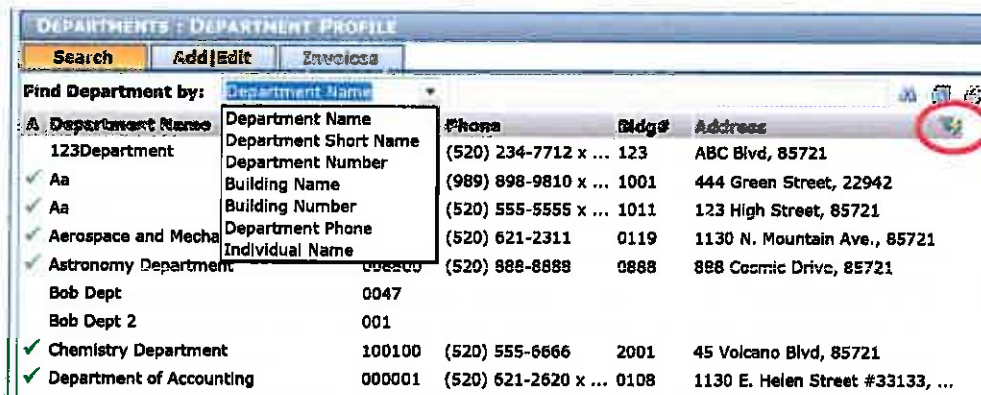 DEPARTMENTS : DEPARTMENT PROFILE
Search Add|Edit Invoices
Find Department by: Department Name
A Department Name Phone Bldg# Address
Department Name
Department Short Name
Department Number
Building Name
Building Number
Department Phone
Individual Name
123Department (520) 234-7712 x ... 123 ABC Blvd, 85721
✓ Aa (989) 898-9810 x ... 1001 444 Green Street, 22942
✓ Aa (520) 555-5555 x ... 1011 123 High Street, 85721
✓ Aerospace and Mecha (520) 621-2311 0119 1130 N. Mountain Ave., 85721
✓ Astronomy Department (520) 888-8888 0888 888 Cosmic Drive, 85721
Bob Dept 0047
Bob Dept 2 001
✓ Chemistry Department 100100 (520) 555-6666 2001 45 Volcano Blvd, 85721
✓ Department of Accounting 000001 (520) 621-2620 x ... 0108 1130 E. Helen Street #33133, ...